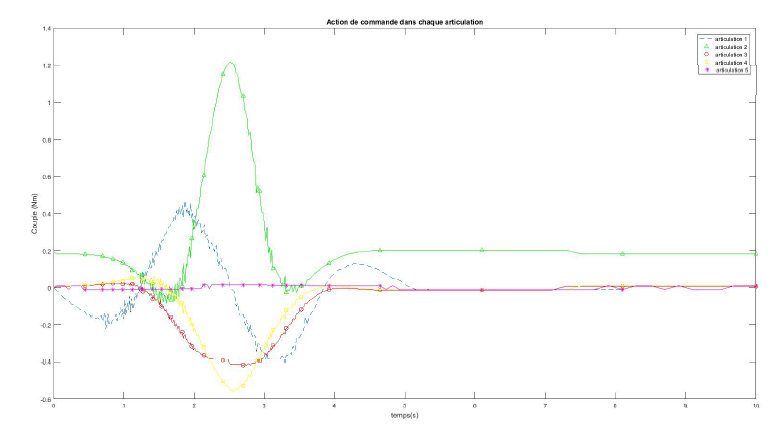 Action de commande dans chaque articulation
articulation 1
articulation 2
articulation 3
articulation 4
articulation 5
1.4
1.2
1
0.8
0.6
0.4
0.2
0
-0.2
-0.4
-0.6
Couple (Nm)
0 1 2 3 4 5 6 7 8 9 10
temps(s)